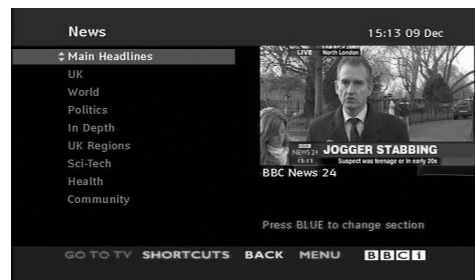 News
15:13 09 Dec
Main Headlines
UK
World
Politics
In Depth
UK Regions
Sci-Tech
Health
Community
LIVE North London
NEWS 24
15:13
JOGGER STABBING
Suspect was teenage or in early 20s
BBC News 24
Press BLUE to change section
GO TO TV SHORTCUTS BACK MENU BBCi